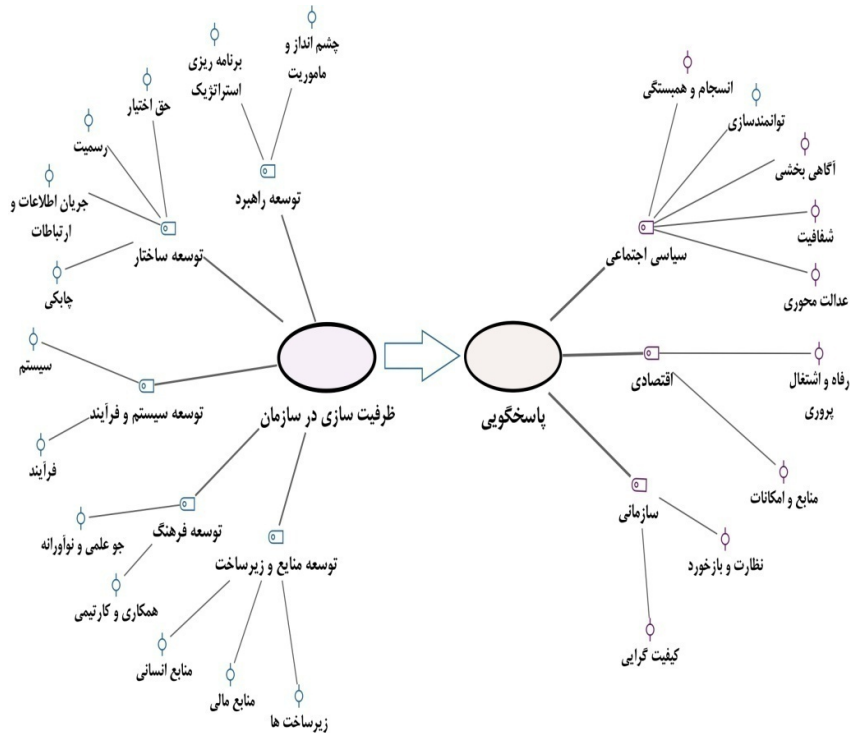 چشم انداز و
ماموریت
برنامه ریزی
استراتژیک
حق اختیار
رسمیت
جریان اطلاعات و
ارتباطات
چابکی
توسعه راهبرد
توسعه ساختار
سیستم
توسعه سیستم و فرآیند
فرآیند
ظرفیت سازی در سازمان
توسعه فرهنگ
جو علمی و نوآورانه
همکاری و کارتیمی
توسعه منابع و زیرساخت
منابع انسانی
منابع مالی
زیرساخت ها
انسجام و همبستگی
توانمندسازی
آگاهی بخشی
شفافیت
عدالت محوری
سیاسی اجتماعی
پاسخگویی
اقتصادی
رفاه و اشتغال
پروری
منابع و امکانات
سازمانی
نظارت و بازخورد
کیفیت گرایی